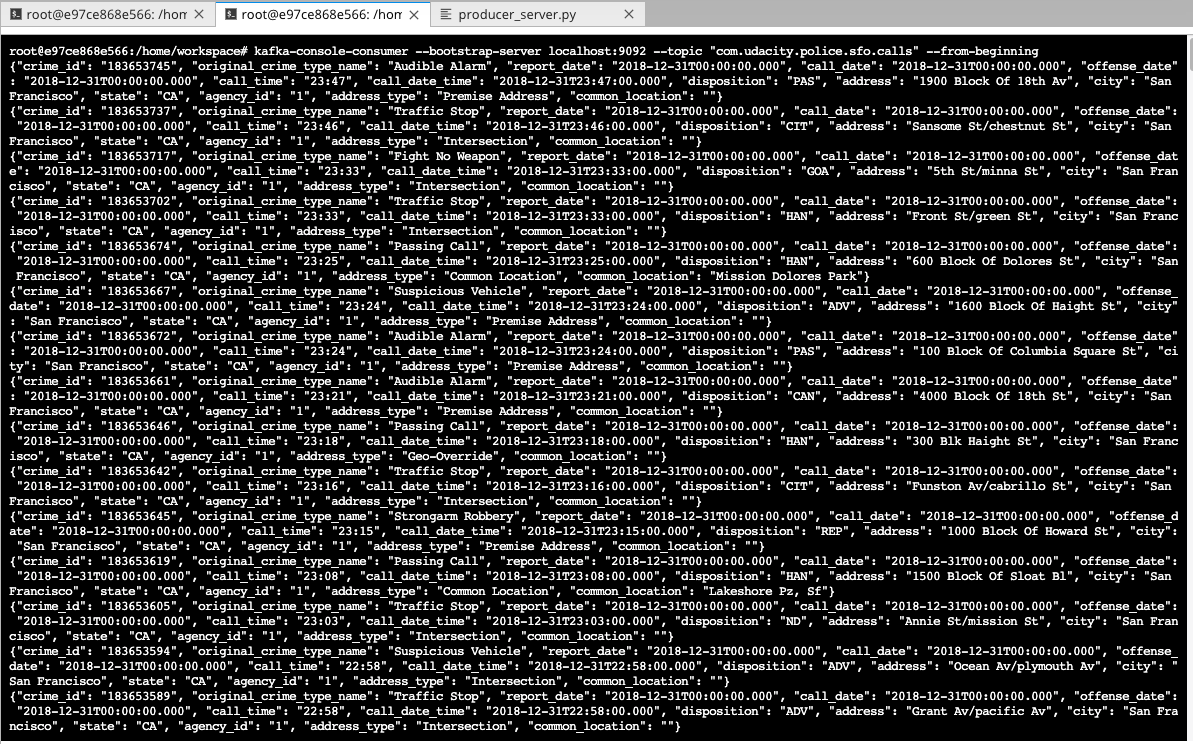 root@e97ce868e566: /hom × root@e97ce868e566: /hom × producer_server.py ×
root@e97ce868e566:/home/workspace# kafka-console-consumer --bootstrap-server localhost:9092 --topic "com.udacity.police.sfo.calls" --from-beginning
{"crime_id": "183653745", "original_crime_type_name": "Audible Alarm", "report_date": "2018-12-31T00:00:00.000", "call_date": "2018-12-31T00:00:00.000", "offense_date"
: "2018-12-31T00:00:00.000", "call_time": "23:47", "call_date_time": "2018-12-31T23:47:00.000", "disposition": "PAS", "address": "1900 Block Of 18th Av", "city": "San
Francisco", "state": "CA", "agency_id": "1", "address_type": "Premise Address", "common_location": ""}
{"crime_id": "183653737", "original_crime_type_name": "Traffic Stop", "report_date": "2018-12-31T00:00:00.000", "call_date": "2018-12-31T00:00:00.000", "offense_date":
"2018-12-31T00:00:00.000", "call_time": "23:46", "call_date_time": "2018-12-31T23:46:00.000", "disposition": "CIT", "address": "Sansome St/chestnut St", "city": "San
Francisco", "state": "CA", "agency_id": "1", "address_type": "Intersection", "common_location": ""}
{"crime_id": "183653717", "original_crime_type_name": "Fight No Weapon", "report_date": "2018-12-31T00:00:00.000", "call_date": "2018-12-31T00:00:00.000", "offense_dat
e": "2018-12-31T00:00:00.000", "call_time": "23:33", "call_date_time": "2018-12-31T23:33:00.000", "disposition": "GOA", "address": "5th St/minna St", "city": "San Fran
cisco", "state": "CA", "agency_id": "1", "address_type": "Intersection", "common_location": ""}
{"crime_id": "183653702", "original_crime_type_name": "Traffic Stop", "report_date": "2018-12-31T00:00:00.000", "call_date": "2018-12-31T00:00:00.000", "offense_date":
"2018-12-31T00:00:00.000", "call_time": "23:33", "call_date_time": "2018-12-31T23:33:00.000", "disposition": "HAN", "address": "Front St/green St", "city": "San Franc
isco", "state": "CA", "agency_id": "1", "address_type": "Intersection", "common_location": ""}
{"crime_id": "183653674", "original_crime_type_name": "Passing Call", "report_date": "2018-12-31T00:00:00.000", "call_date": "2018-12-31T00:00:00.000", "offense_date":
"2018-12-31T00:00:00.000", "call_time": "23:25", "call_date_time": "2018-12-31T23:25:00.000", "disposition": "HAN", "address": "600 Block Of Dolores St", "city": "San
Francisco", "state": "CA", "agency_id": "1", "address_type": "Common Location", "common_location": "Mission Dolores Park"}
{"crime_id": "183653667", "original_crime_type_name": "Suspicious Vehicle", "report_date": "2018-12-31T00:00:00.000", "call_date": "2018-12-31T00:00:00.000", "offense_
date": "2018-12-31T00:00:00.000", "call_time": "23:24", "call_date_time": "2018-12-31T23:24:00.000", "disposition": "ADV", "address": "1600 Block Of Haight St", "city"
: "San Francisco", "state": "CA", "agency_id": "1", "address_type": "Premise Address", "common_location": ""}
{"crime_id": "183653672", "original_crime_type_name": "Audible Alarm", "report_date": "2018-12-31T00:00:00.000", "call_date": "2018-12-31T00:00:00.000", "offense_date"
: "2018-12-31T00:00:00.000", "call_time": "23:24", "call_date_time": "2018-12-31T23:24:00.000", "disposition": "PAS", "address": "100 Block Of Columbia Square St", "ci
ty": "San Francisco", "state": "CA", "agency_id": "1", "address_type": "Premise Address", "common_location": ""}
{"crime_id": "183653661", "original_crime_type_name": "Audible Alarm", "report_date": "2018-12-31T00:00:00.000", "call_date": "2018-12-31T00:00:00.000", "offense_date"
: "2018-12-31T00:00:00.000", "call_time": "23:21", "call_date_time": "2018-12-31T23:21:00.000", "disposition": "CAN", "address": "4000 Block Of 18th St", "city": "San
Francisco", "state": "CA", "agency_id": "1", "address_type": "Premise Address", "common_location": ""}
{"crime_id": "183653646", "original_crime_type_name": "Passing Call", "report_date": "2018-12-31T00:00:00.000", "call_date": "2018-12-31T00:00:00.000", "offense_date":
"2018-12-31T00:00:00.000", "call_time": "23:18", "call_date_time": "2018-12-31T23:18:00.000", "disposition": "HAN", "address": "300 Blk Haight St", "city": "San Franc
isco", "state": "CA", "agency_id": "1", "address_type": "Geo-Override", "common_location": ""}
{"crime_id": "183653642", "original_crime_type_name": "Traffic Stop", "report_date": "2018-12-31T00:00:00.000", "call_date": "2018-12-31T00:00:00.000", "offense_date":
"2018-12-31T00:00:00.000", "call_time": "23:16", "call_date_time": "2018-12-31T23:16:00.000", "disposition": "CIT", "address": "Funston Av/cabrillo St", "city": "San
Francisco", "state": "CA", "agency_id": "1", "address_type": "Intersection", "common_location": ""}
{"crime_id": "183653645", "original_crime_type_name": "Strongarm Robbery", "report_date": "2018-12-31T00:00:00.000", "call_date": "2018-12-31T00:00:00.000", "offense_d
ate": "2018-12-31T00:00:00.000", "call_time": "23:15", "call_date_time": "2018-12-31T23:15:00.000", "disposition": "REP", "address": "1000 Block Of Howard St", "city":
"San Francisco", "state": "CA", "agency_id": "1", "address_type": "Premise Address", "common_location": ""}
{"crime_id": "183653619", "original_crime_type_name": "Passing Call", "report_date": "2018-12-31T00:00:00.000", "call_date": "2018-12-31T00:00:00.000", "offense_date":
"2018-12-31T00:00:00.000", "call_time": "23:08", "call_date_time": "2018-12-31T23:08:00.000", "disposition": "HAN", "address": "1500 Block Of Sloat Bl", "city": "San
Francisco", "state": "CA", "agency_id": "1", "address_type": "Common Location", "common_location": "Lakeshore Pz, Sf"}
{"crime_id": "183653605", "original_crime_type_name": "Traffic Stop", "report_date": "2018-12-31T00:00:00.000", "call_date": "2018-12-31T00:00:00.000", "offense_date":
"2018-12-31T00:00:00.000", "call_time": "23:03", "call_date_time": "2018-12-31T23:03:00.000", "disposition": "ND", "address": "Annie St/mission St", "city": "San Fran
cisco", "state": "CA", "agency_id": "1", "address_type": "Intersection", "common_location": ""}
{"crime_id": "183653594", "original_crime_type_name": "Suspicious Vehicle", "report_date": "2018-12-31T00:00:00.000", "call_date": "2018-12-31T00:00:00.000", "offense_
date": "2018-12-31T00:00:00.000", "call_time": "22:58", "call_date_time": "2018-12-31T22:58:00.000", "disposition": "ADV", "address": "Ocean Av/plymouth Av", "city": "
San Francisco", "state": "CA", "agency_id": "1", "address_type": "Intersection", "common_location": ""}
{"crime_id": "183653589", "original_crime_type_name": "Traffic Stop", "report_date": "2018-12-31T00:00:00.000", "call_date": "2018-12-31T00:00:00.000", "offense_date":
"2018-12-31T00:00:00.000", "call_time": "22:58", "call_date_time": "2018-12-31T22:58:00.000", "disposition": "ADV", "address": "Grant Av/pacific Av", "city": "San Fra
ncisco", "state": "CA", "agency_id": "1", "address_type": "Intersection", "common_location": ""}